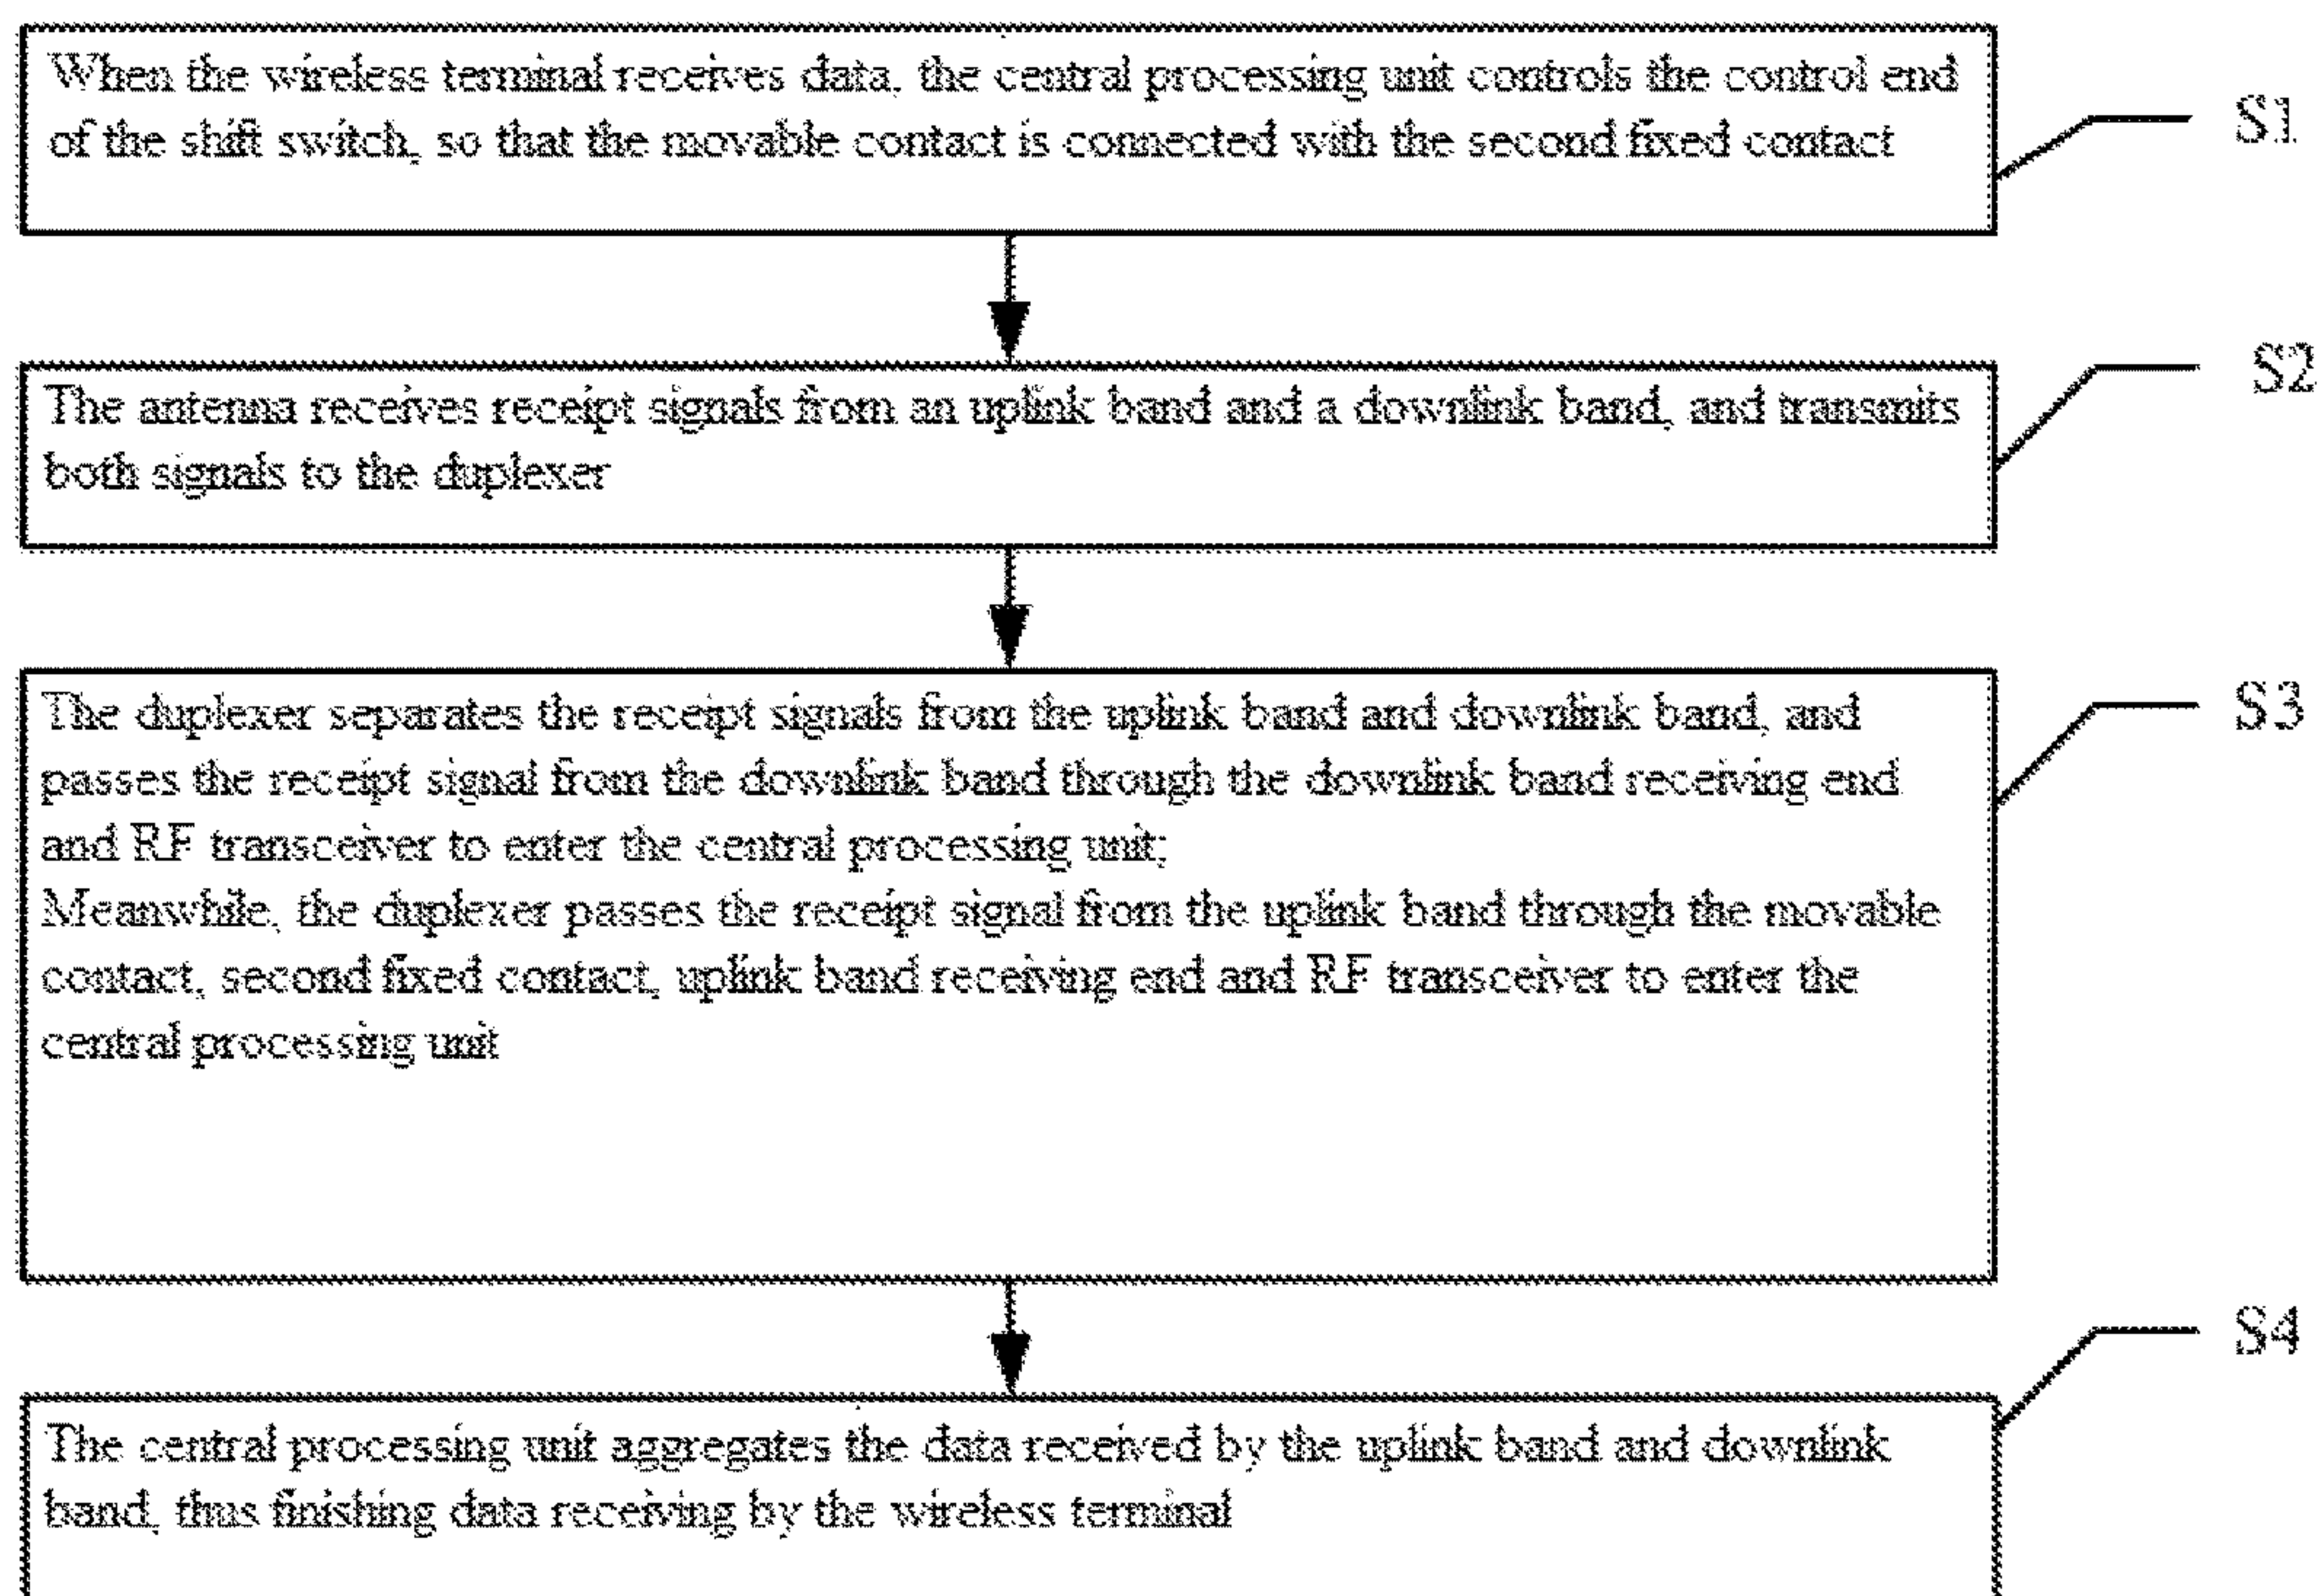 When the wireless terminal receives data, the central processing unit controls the control end
of the shift switch, so that the movable contact is connected with the second fixed contact
S1
The antenna receives receipt signals from an uplink band and a downlink band, and transmits
both signals to the duplexer
S2
The duplexer separates the receipt signals from the uplink band and downlink band, and
passes the receipt signal from the downlink band through the downlink band receiving end
and RF transceiver to enter the central processing unit;
Meanwhile, the duplexer passes the receipt signal from the uplink band through the movable
contact, second fixed contact, uplink band receiving end and RF transceiver to enter the
central processing unit
S3
The central processing unit aggregates the data received by the uplink band and downlink
band, thus finishing data receiving by the wireless terminal
S4